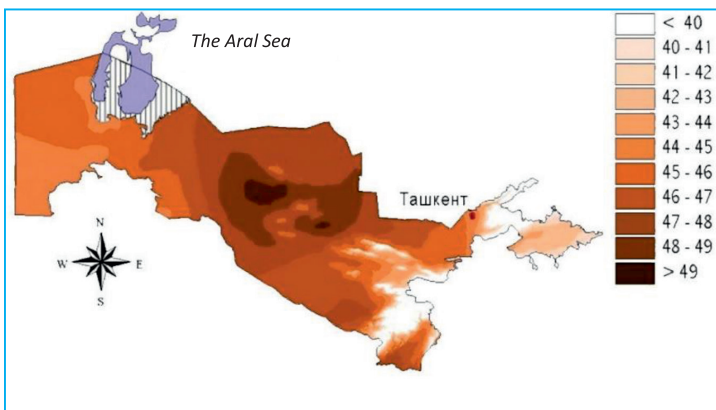 The Aral Sea
Ташкент
N
W E
S
< 40
40 - 41
41 - 42
42 - 43
43 - 44
44 - 45
45 - 46
46 - 47
47 - 48
48 - 49
> 49